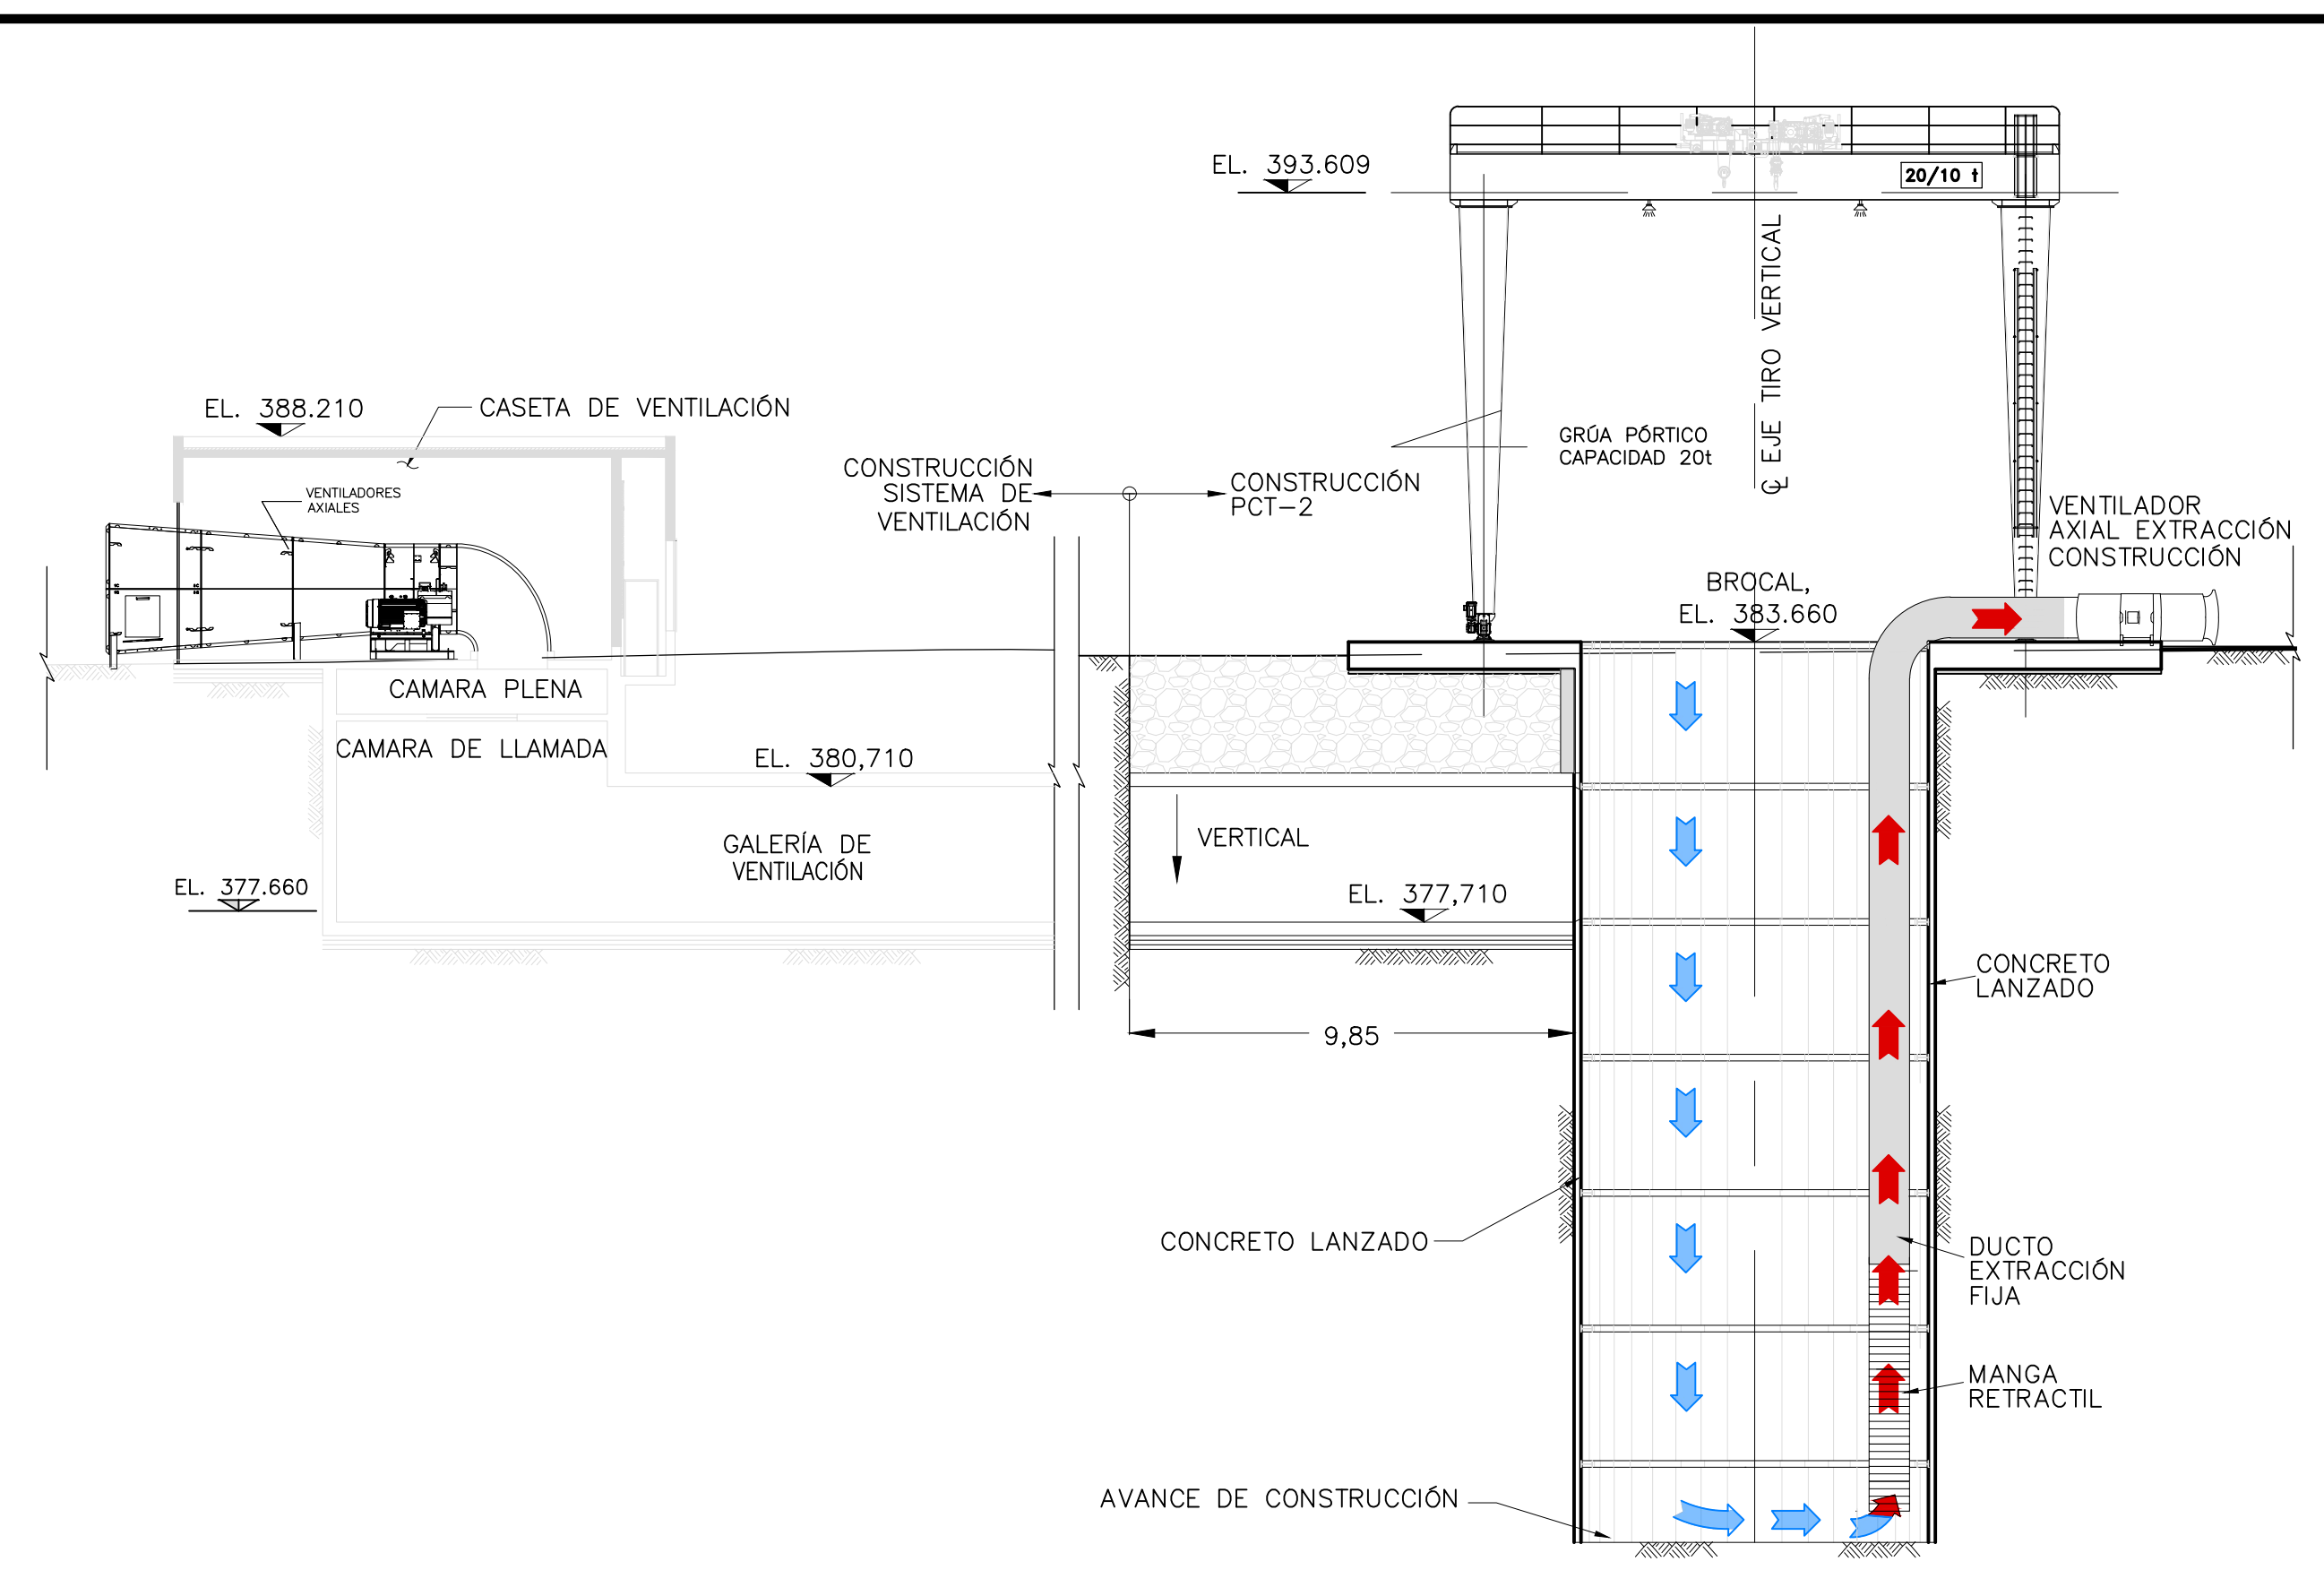 EL. 393.609
20/10 t
℄ EJE TIRO VERTICAL
EL. 388.210
CASETA DE VENTILACIÓN
VENTILADORES
AXIALES
CONSTRUCCIÓN
SISTEMA DE
VENTILACIÓN
CONSTRUCCIÓN
PCT-2
GRÚA PÓRTICO
CAPACIDAD 20t
VENTILADOR
AXIAL EXTRACCIÓN
CONSTRUCCIÓN
BROCAL,
EL. 383.660
CAMARA PLENA
CAMARA DE LLAMADA
EL. 380,710
GALERÍA DE
VENTILACIÓN
VERTICAL
EL. 377.660
EL. 377,710
CONCRETO
LANZADO
9,85
CONCRETO LANZADO
DUCTO
EXTRACCIÓN
FIJA
MANGA
RETRACTIL
AVANCE DE CONSTRUCCIÓN